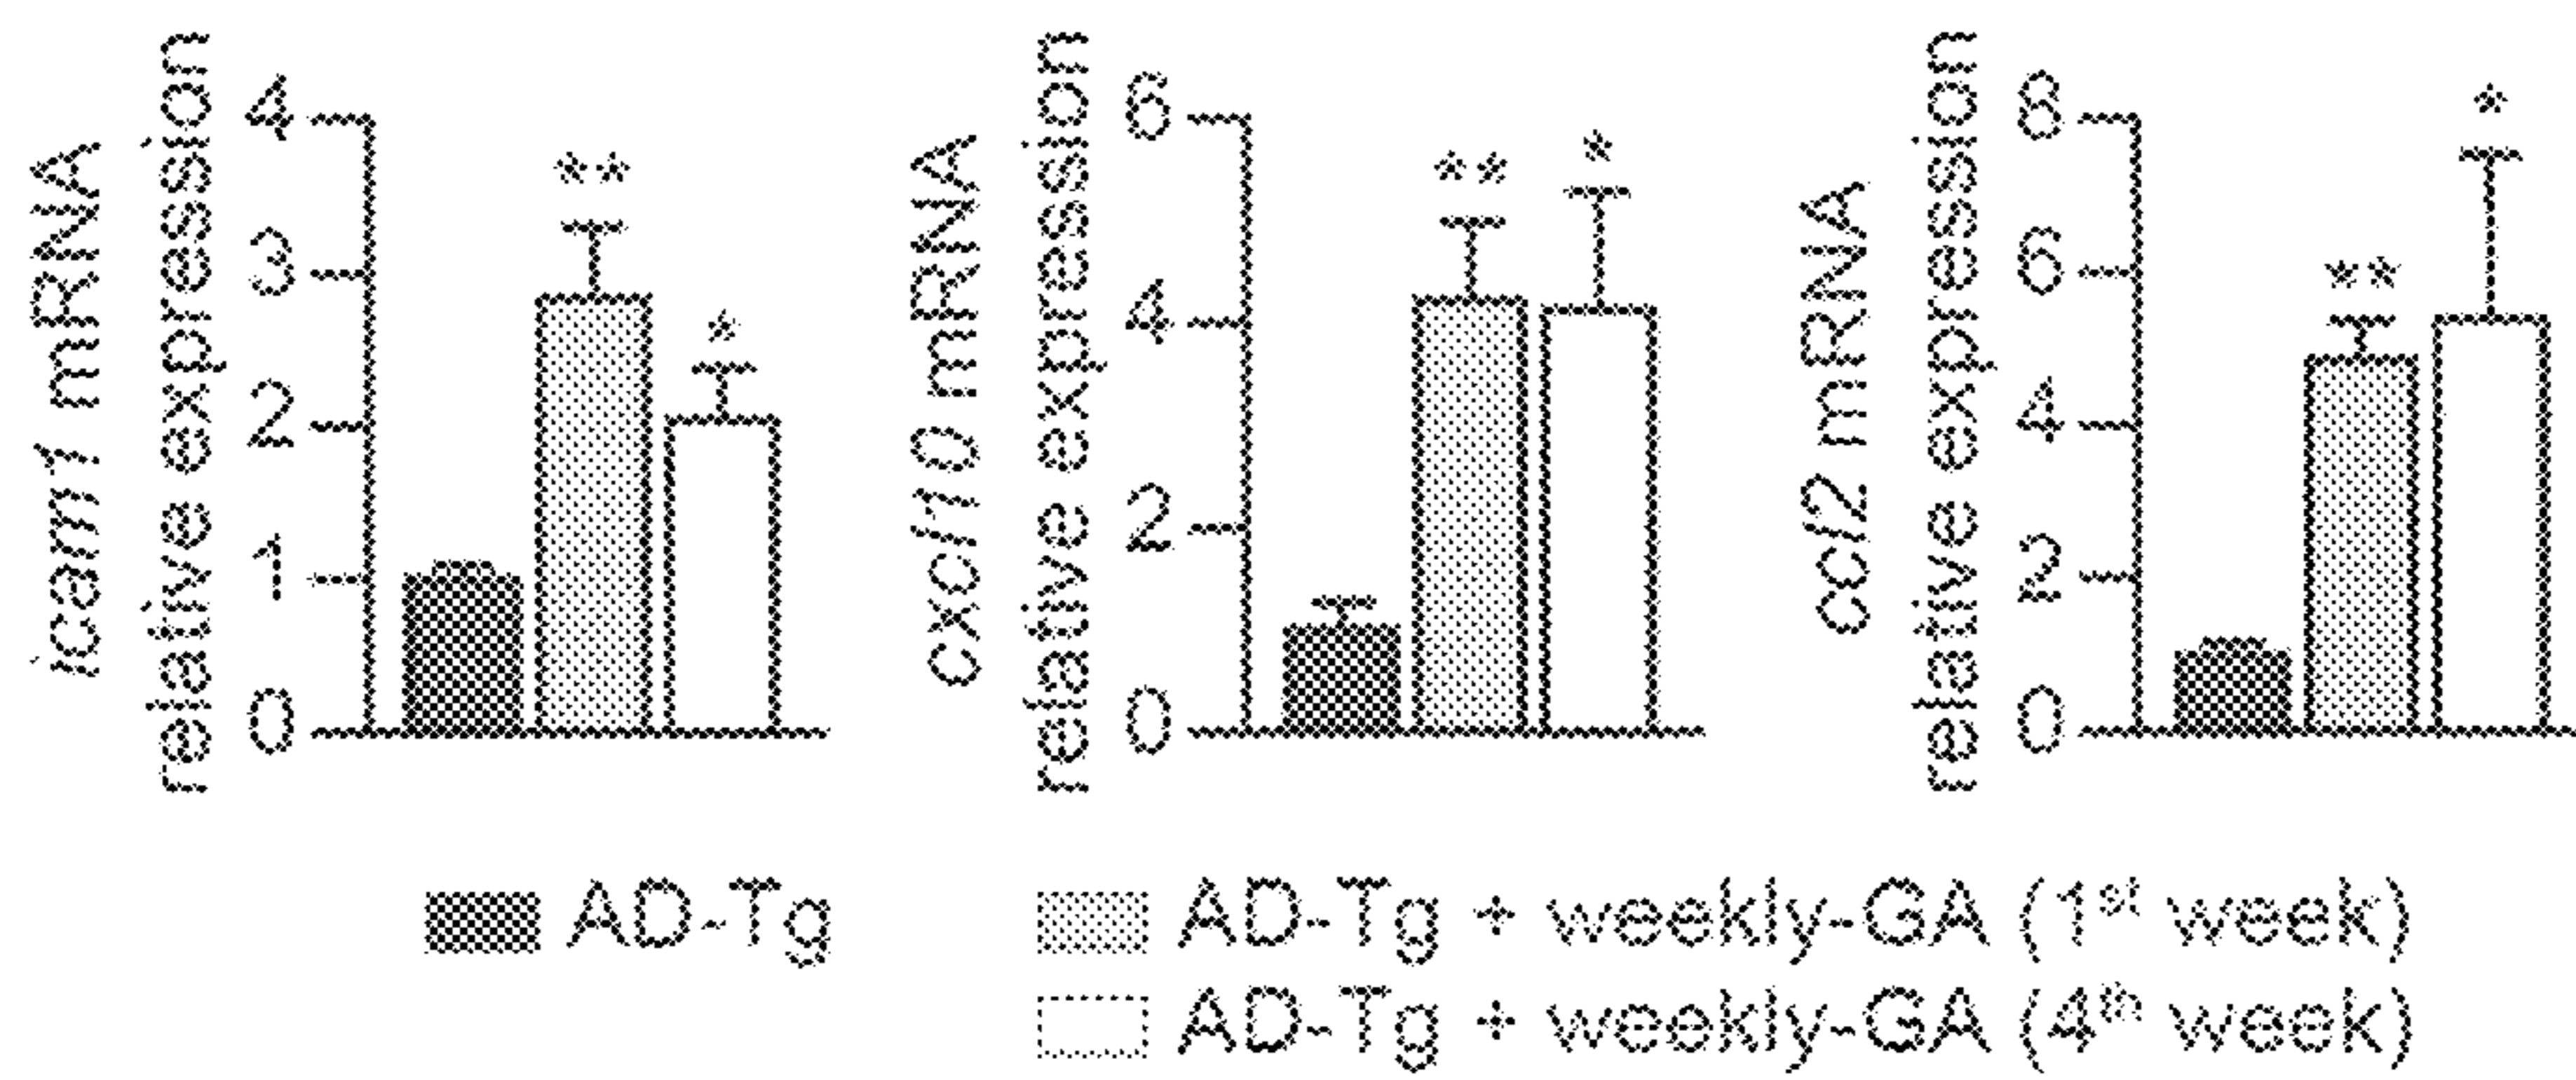 icam1 mRNA
relative expression
4
3
2
1
0
**
*
cxcl10 mRNA
relative expression
6
4
2
0
**
*
ccl2 mRNA
relative expression
8
6
4
2
0
**
*
AD-Tg
AD-Tg + weekly-GA (1st week)
AD-Tg + weekly-GA (4th week)